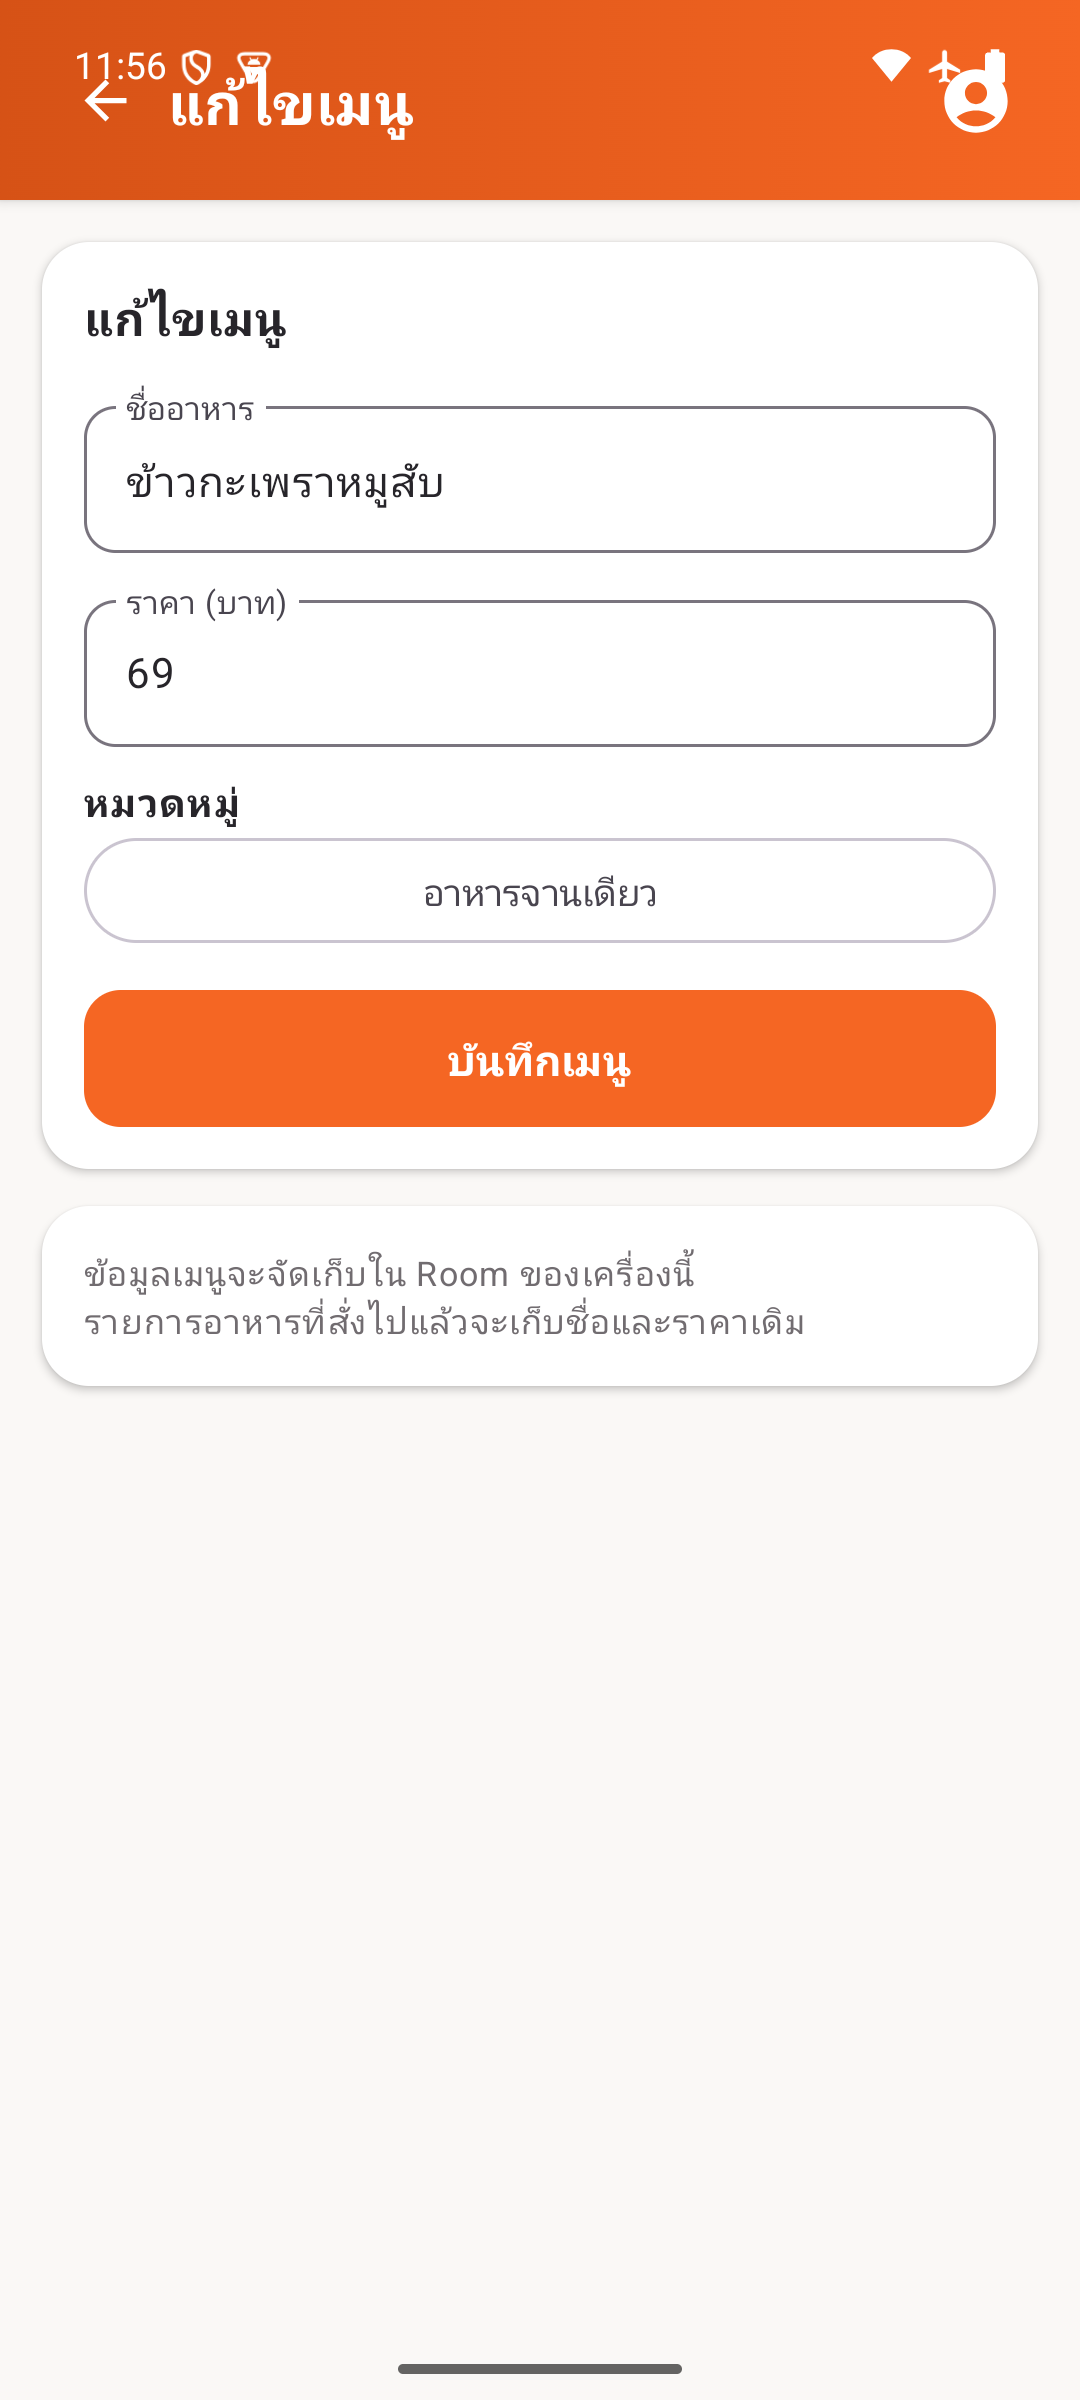 11:56
แก้ไขเมนู
แก้ไขเมนู
ชื่ออาหาร
ข้าวกะเพราหมูสับ
ราคา (บาท)
69
หมวดหมู่
อาหารจานเดียว
บันทึกเมนู
ข้อมูลเมนูจะจัดเก็บใน Room ของเครื่องนี้
รายการอาหารที่สั่งไปแล้วจะเก็บชื่อและราคาเดิม